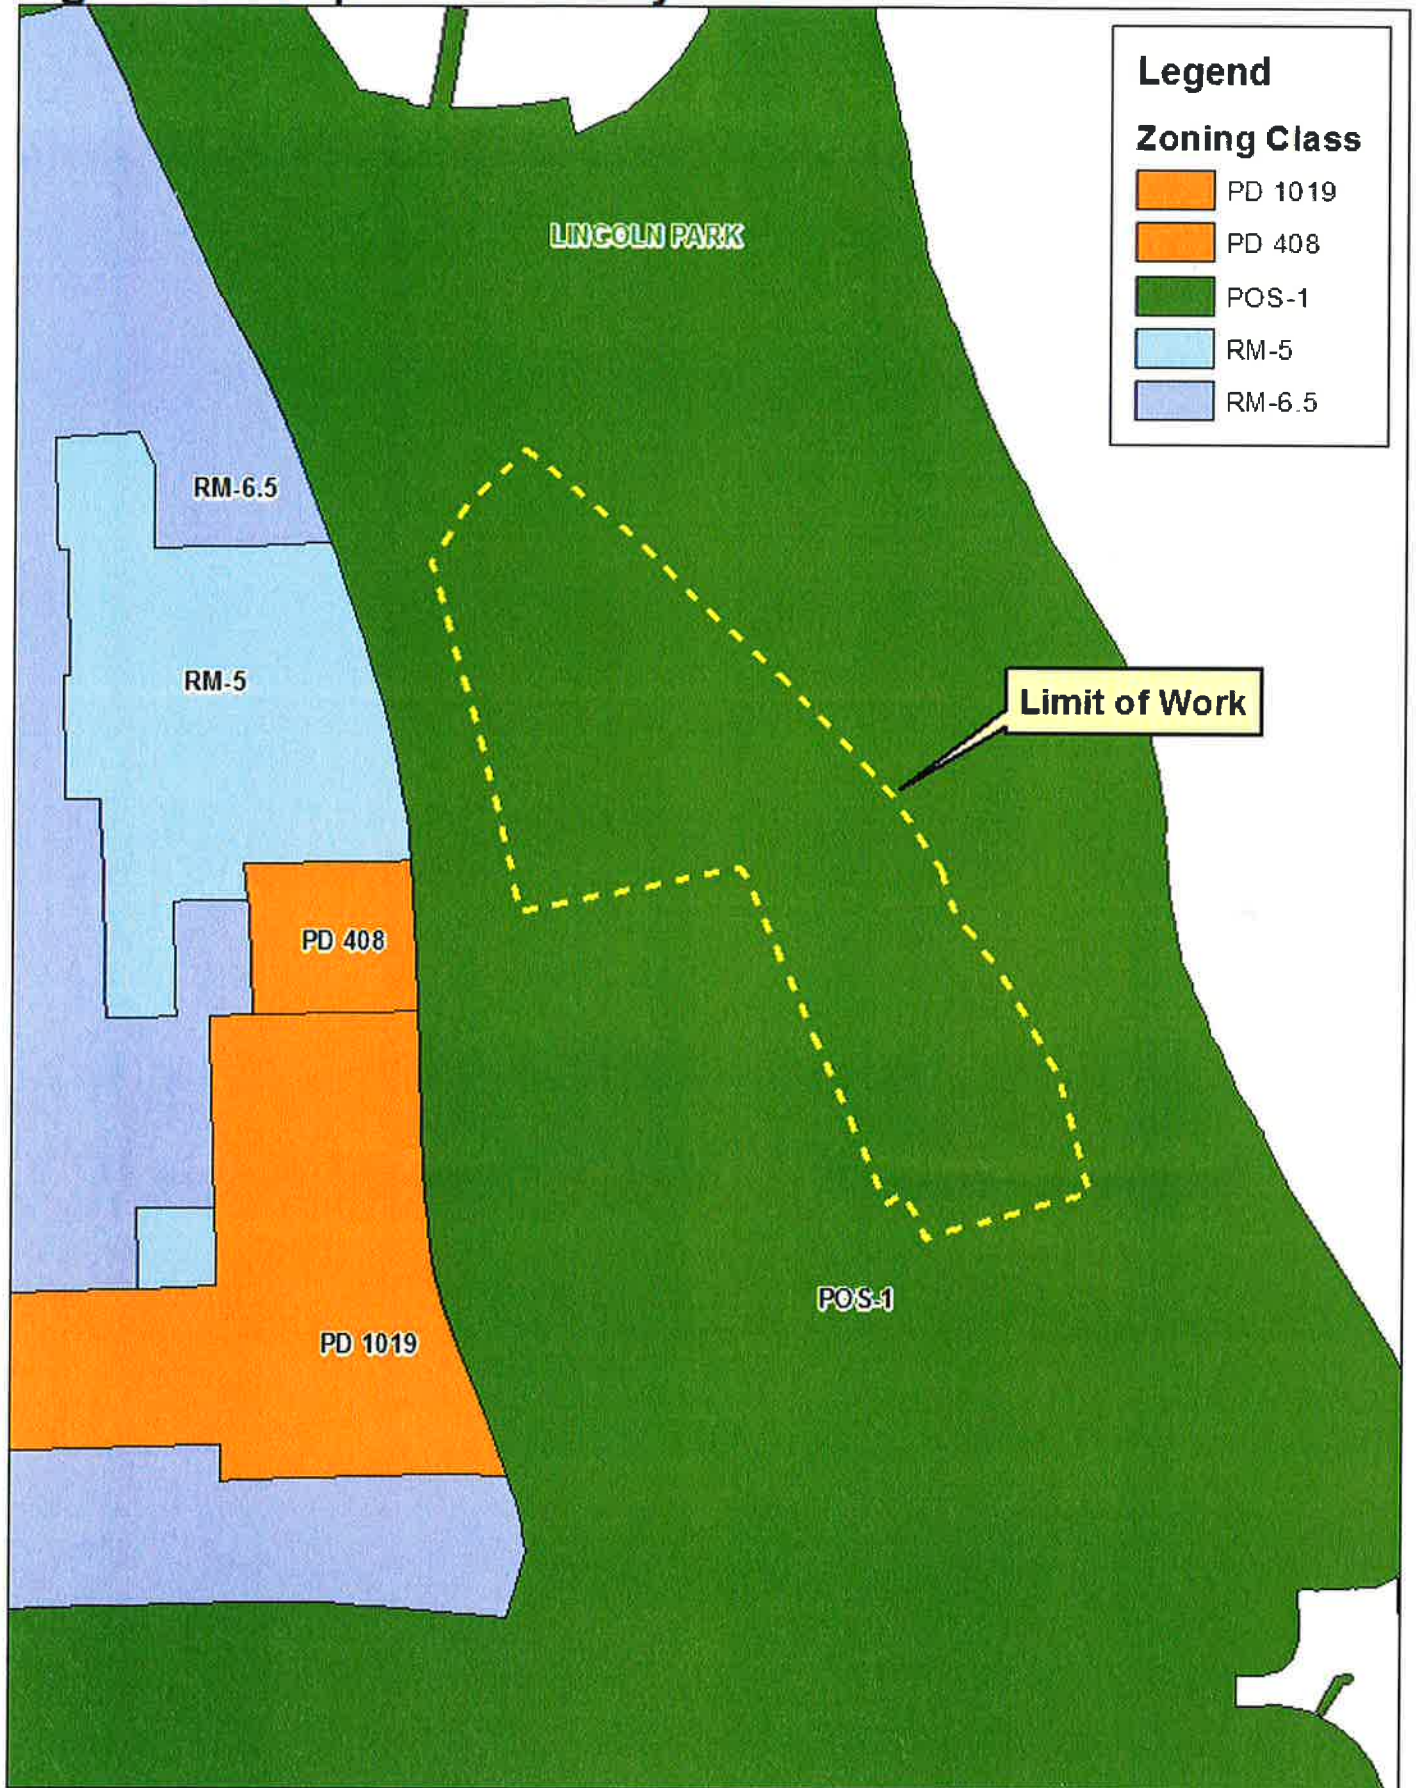 Legend
Zoning Class
PD 1019
PD 408
POS-1
RM-5
RM-6.5
LINCOLN PARK
RM-6.5
RM-5
Limit of Work
PD 408
POS-1
PD 1019